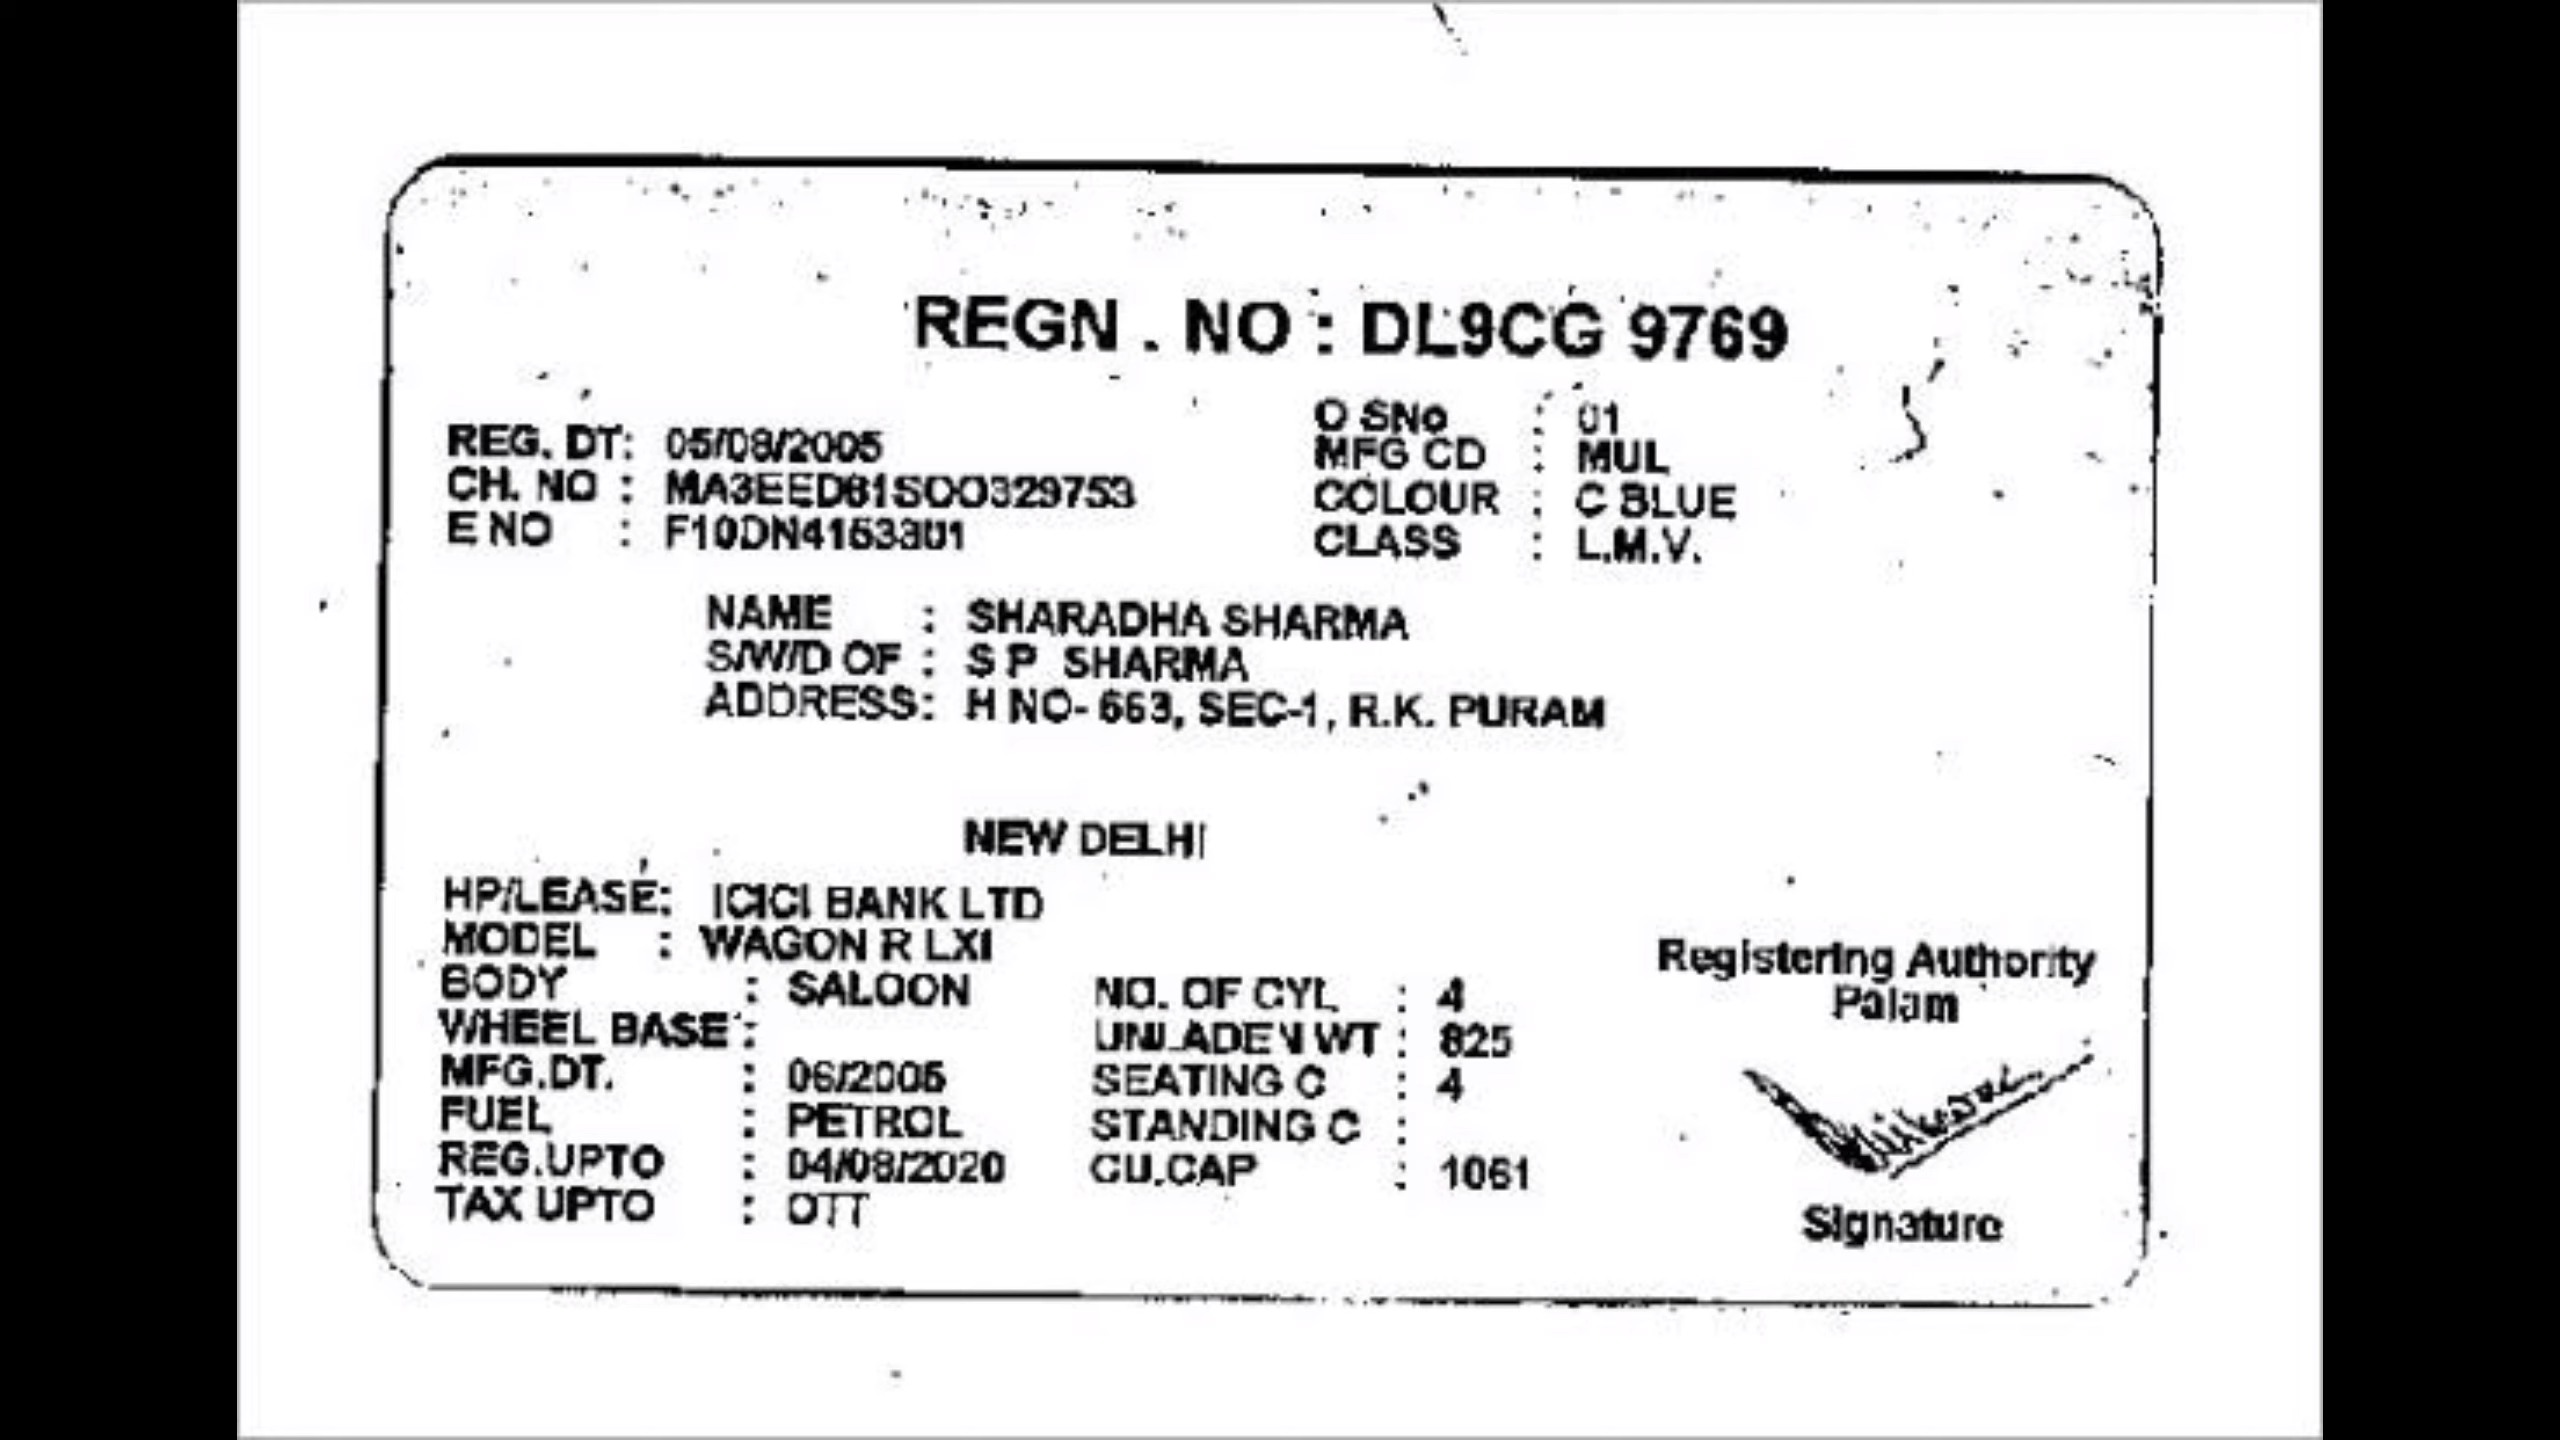 REGN . NO : DL9CG 9769
REG. DT: 05/08/2005
CH. NO : MA3EED81SOO329753
E NO : F10DN4153301
O SNo : 01
MFG CD : MUL
COLOUR : C BLUE
CLASS : L.M.V.
NAME : SHARADHA SHARMA
S/W/D OF : S P SHARMA
ADDRESS: H NO- 663, SEC-1, R.K. PURAM
NEW DELHI
HP/LEASE: ICICI BANK LTD
MODEL : WAGON R LXI
BODY : SALOON
WHEEL BASE :
MFG.DT. : 06/2005
FUEL : PETROL
REG.UPTO : 04/08/2020
TAX UPTO : OTT
NO. OF CYL : 4
UNLADEN WT : 825
SEATING C : 4
STANDING C :
CU.CAP : 1061
Registering Authority
Palam
Signature